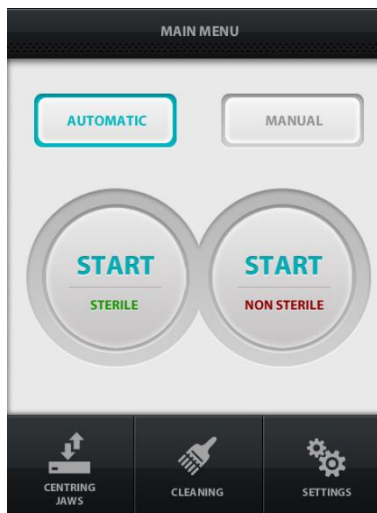 MAIN MENU
AUTOMATIC
MANUAL
START
STERILE
START
NON STERILE
CENTRING
JAWS
CLEANING
SETTINGS